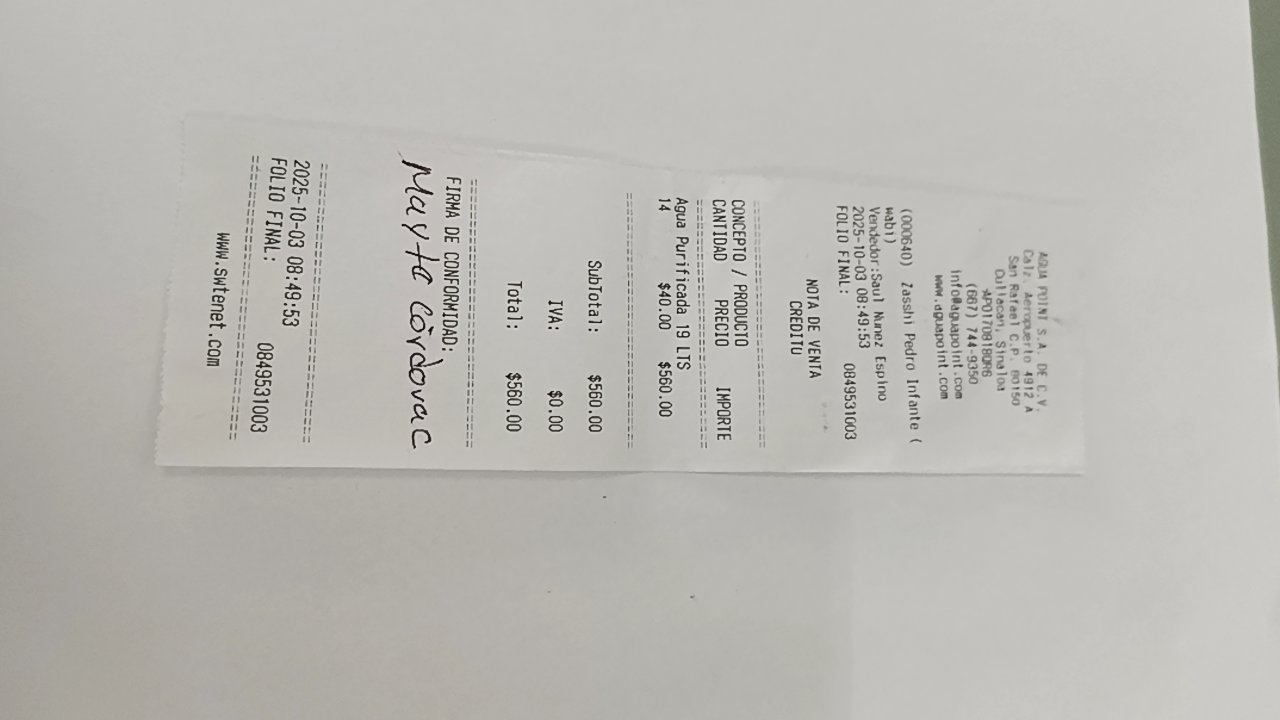 AGUA POINT S.A. DE C.V.
Calz. Aeropuerto 4912 A
San Rafael C.P. 80150
Culiacan, Sinaloa
(667) 744-9350
info@aguapoint.com
www.aguapoint.com
(000640) Zasshi Pedro Infante (
wabi)
Vendedor:Saul Nunez Espino
2025-10-03 08:49:53
FOLIO FINAL: 0849531003
NOTA DE VENTA
CREDITO
CONCEPTO / PRODUCTO
CANTIDAD PRECIO IMPORTE
Agua Purificada 19 LTS
14 $40.00 $560.00
SubTotal: $560.00
IVA: $0.00
Total: $560.00
FIRMA DE CONFORMIDAD:
Mayta Córdova C
2025-10-03 08:49:53
FOLIO FINAL: 0849531003
www.swtenet.com